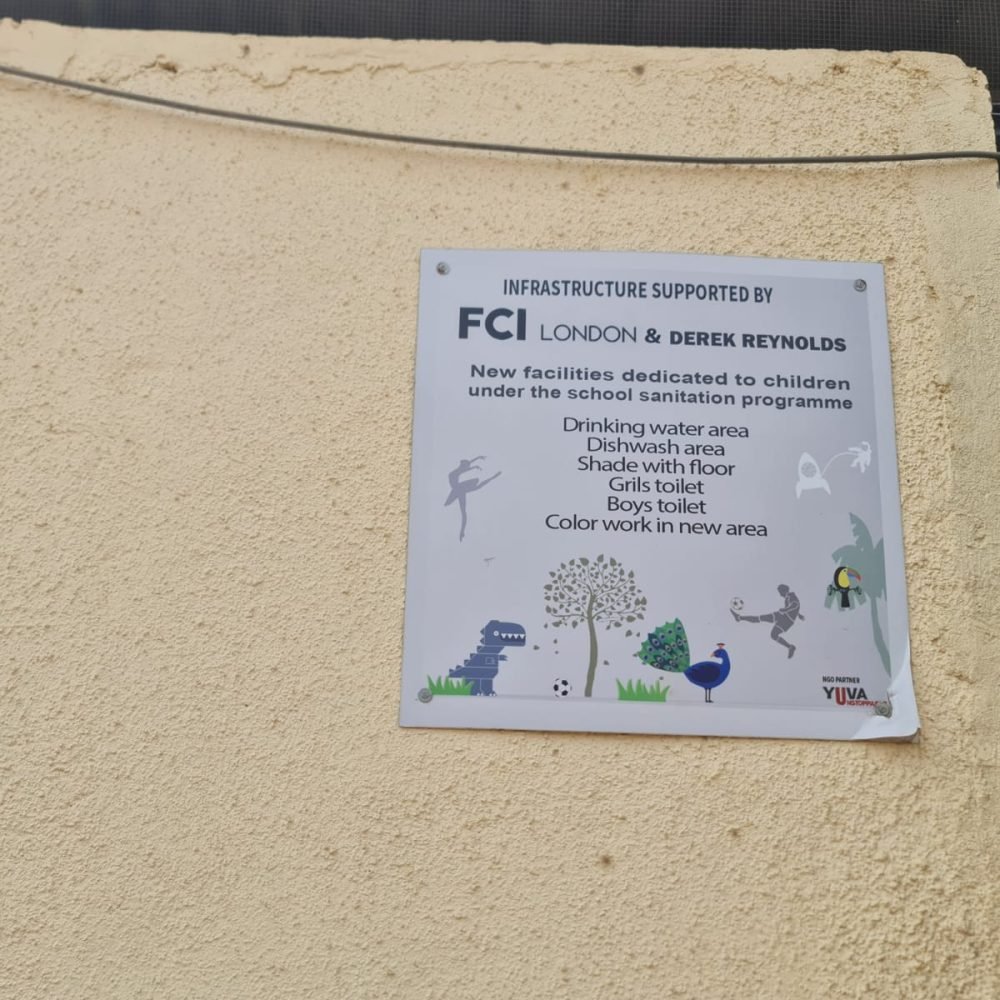 INFRASTRUCTURE SUPPORTED BY
FCI LONDON & DEREK REYNOLDS
New facilities dedicated to children
under the school sanitation programme
Drinking water area
Dishwash area
Shade with floor
Grils toilet
Boys toilet
Color work in new area
NGO PARTNER
YUVA